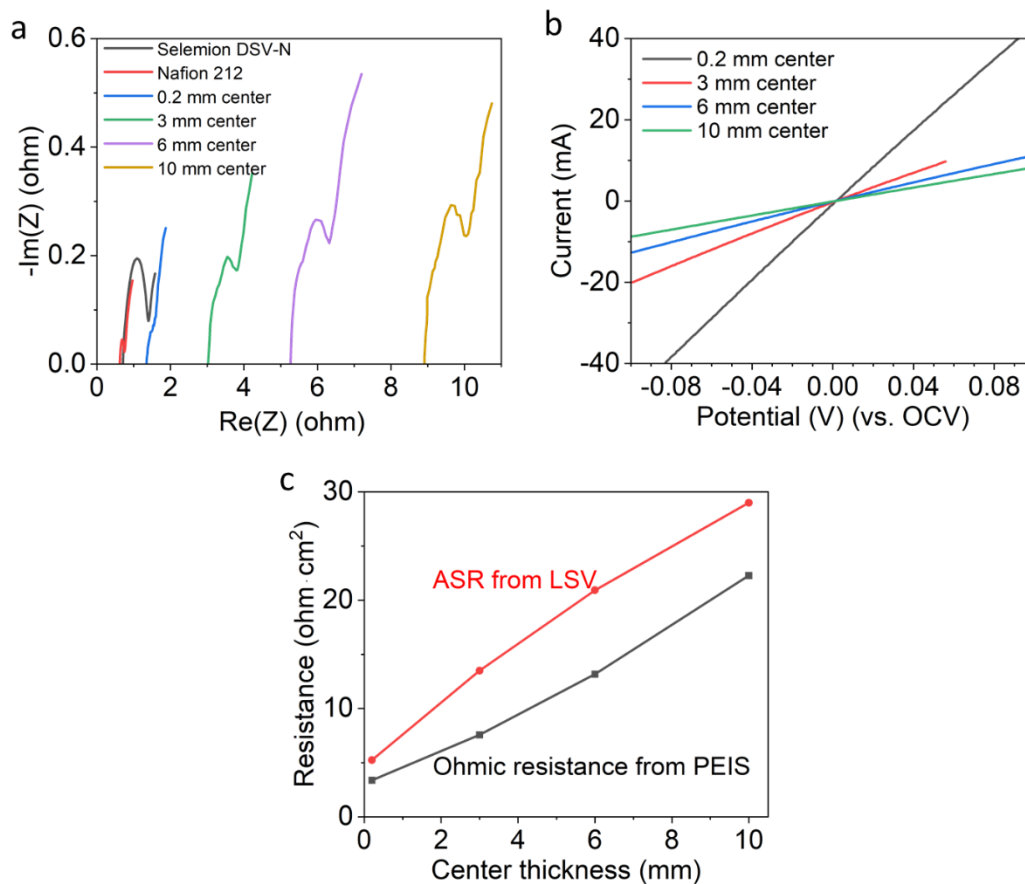 a
0.6
0.4
0.2
0.0
-Im(Z) (ohm)
Selemion DSV-N
Nafion 212
0.2 mm center
3 mm center
6 mm center
10 mm center
0 2 4 6 8 10
Re(Z) (ohm)
b
40
20
0
-20
-40
Current (mA)
0.2 mm center
3 mm center
6 mm center
10 mm center
-0.08 -0.04 0.00 0.04 0.08
Potential (V) (vs. OCV)
c
30
20
10
0
Resistance (ohm·cm²)
ASR from LSV
Ohmic resistance from PEIS
0 2 4 6 8 10
Center thickness (mm)